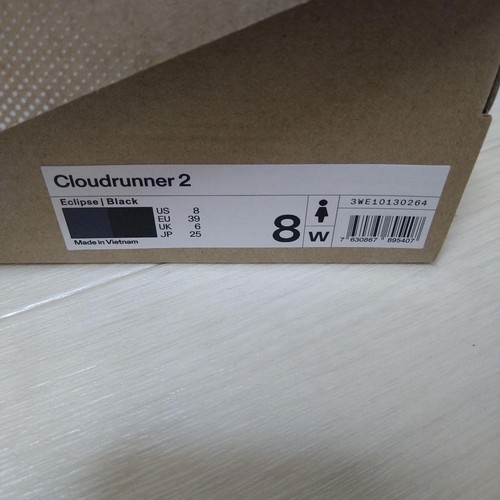 Cloudrunner 2
Eclipse | Black
US 8
EU 39
UK 6
JP 25
Made in Vietnam
8
W
3WE10130264
7 630867 895407